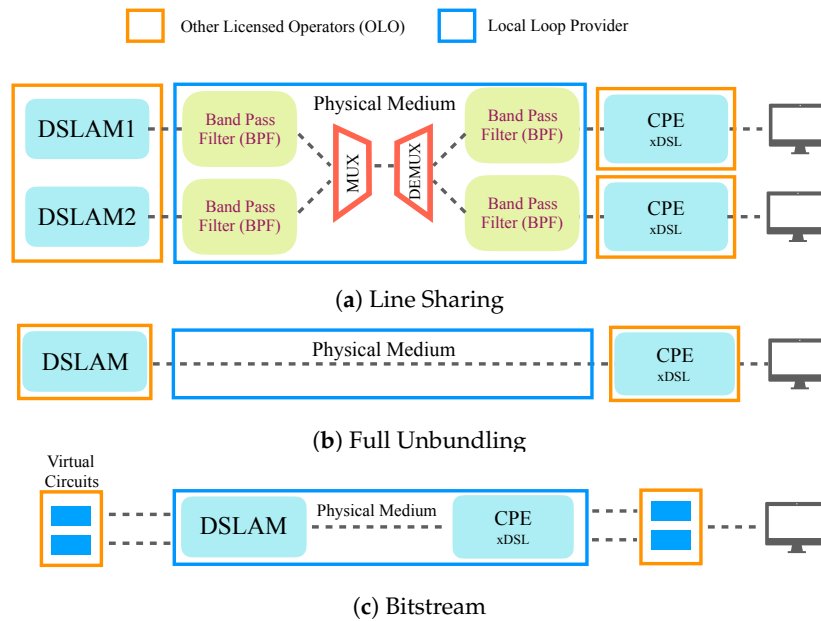 Other Licensed Operators (OLO) Local Loop Provider
Physical Medium
DSLAM1
Band Pass
Filter (BPF)
MUX
DEMUX
Band Pass
Filter (BPF)
CPE
xDSL
DSLAM2
Band Pass
Filter (BPF)
Band Pass
Filter (BPF)
CPE
xDSL
(a) Line Sharing
DSLAM
Physical Medium
CPE
xDSL
(b) Full Unbundling
Virtual
Circuits
DSLAM
Physical Medium
CPE
xDSL
(c) Bitstream